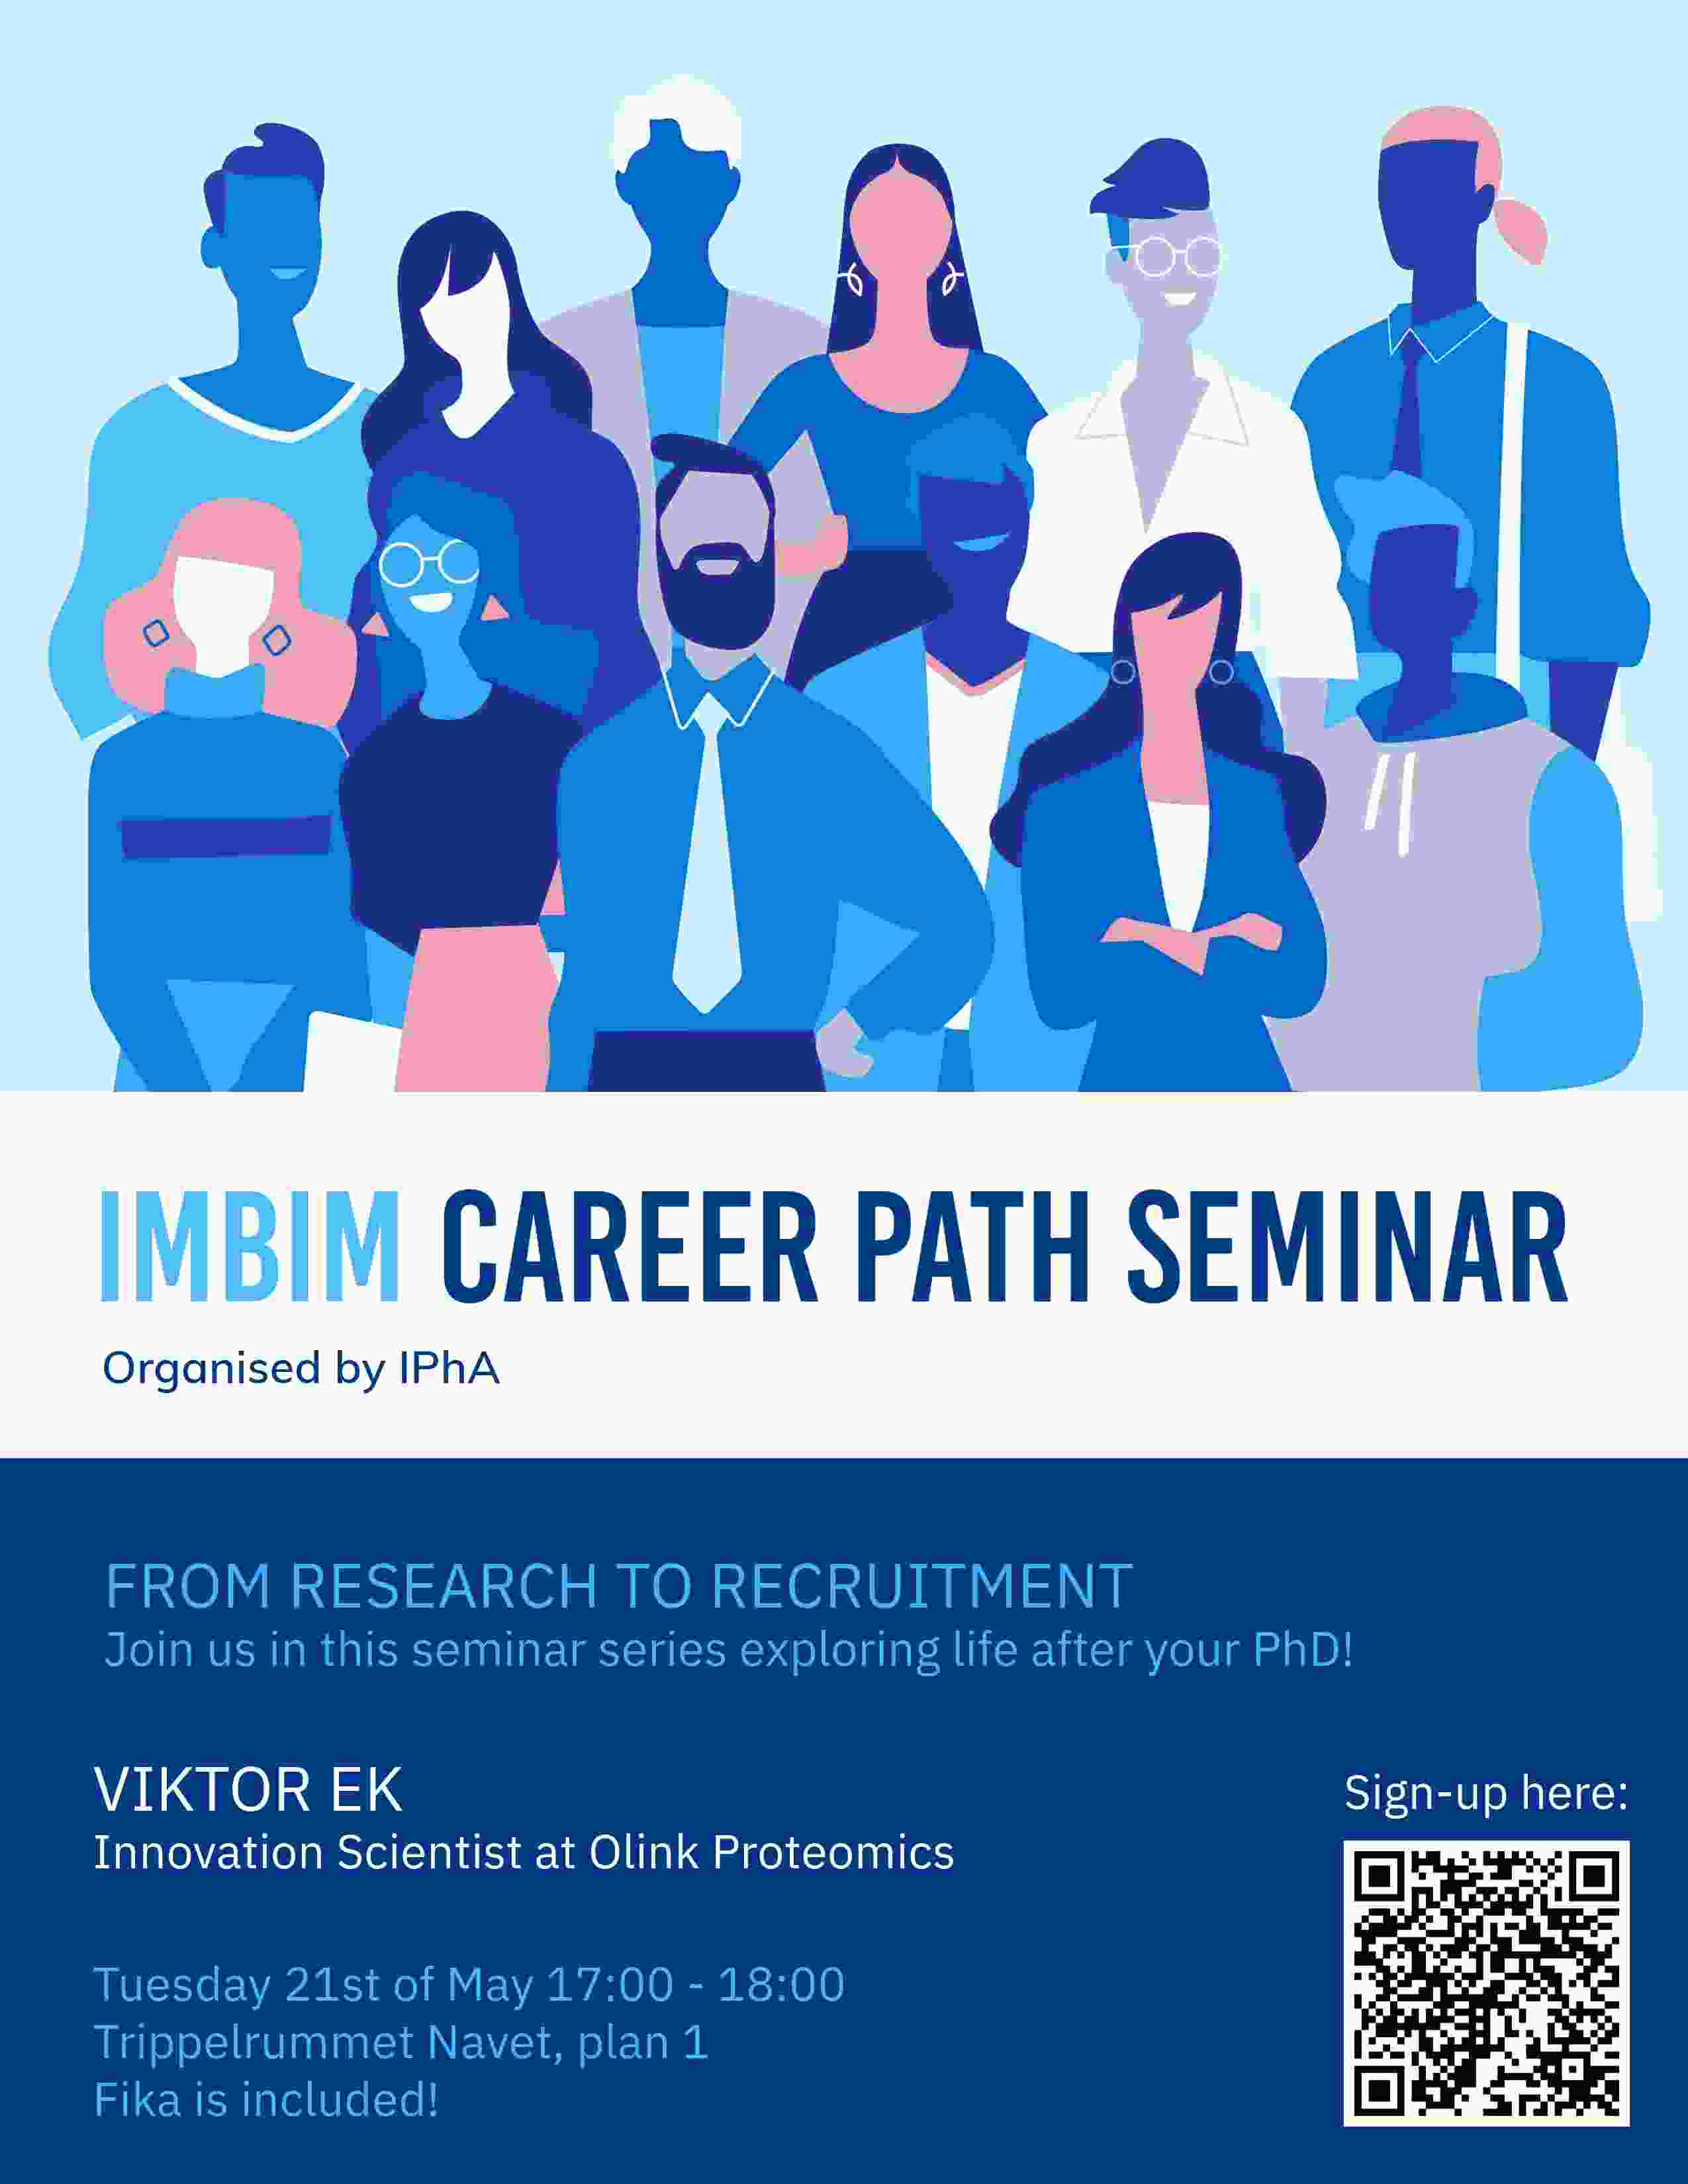 IMBIM CAREER PATH SEMINAR
Organised by IPhA
FROM RESEARCH TO RECRUITMENT
Join us in this seminar series exploring life after your PhD!
VIKTOR EK
Innovation Scientist at Olink Proteomics
Sign-up here:
Tuesday 21st of May 17:00 - 18:00
Trippelrummet Navet, plan 1
Fika is included!